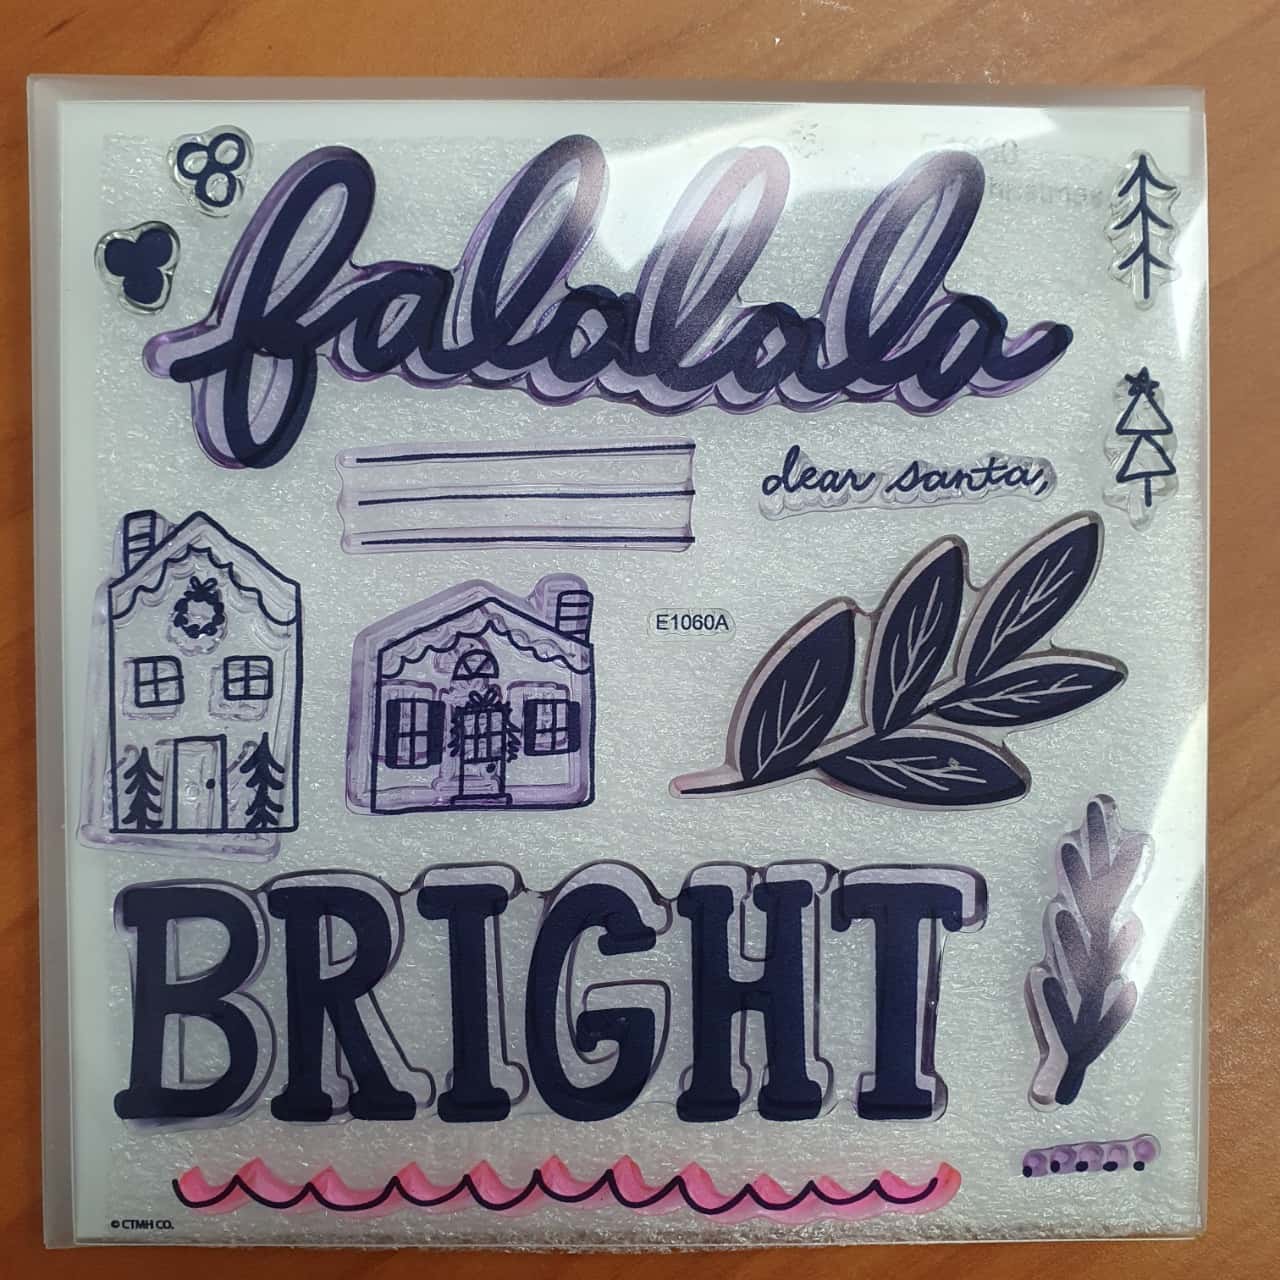 falalala
dear santa,
E1060A
BRIGHT
© CTMH CO.